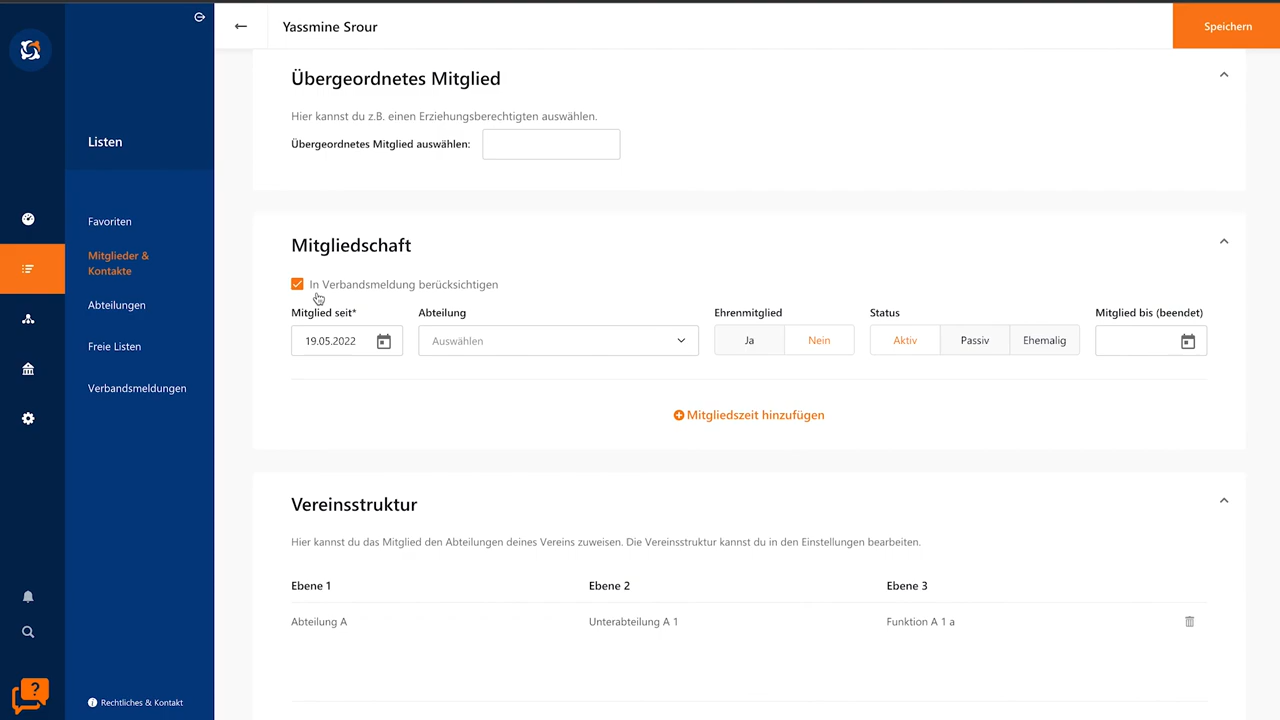 Yassmine Srour
Speichern
Listen
Favoriten
Mitglieder &
Kontakte
Abteilungen
Freie Listen
Verbandsmeldungen
Rechtliches & Kontakt
Übergeordnetes Mitglied
Hier kannst du z.B. einen Erziehungsberechtigten auswählen.
Übergeordnetes Mitglied auswählen:
Mitgliedschaft
In Verbandsmeldung berücksichtigen
Mitglied seit* Abteilung Ehrenmitglied Status Mitglied bis (beendet)
19.05.2022 Auswählen Ja Nein Aktiv Passiv Ehemalig
Mitgliedszeit hinzufügen
Vereinsstruktur
Hier kannst du das Mitglied den Abteilungen deines Vereins zuweisen. Die Vereinsstruktur kannst du in den Einstellungen bearbeiten.
Ebene 1 Ebene 2 Ebene 3
Abteilung A Unterabteilung A 1 Funktion A 1 a